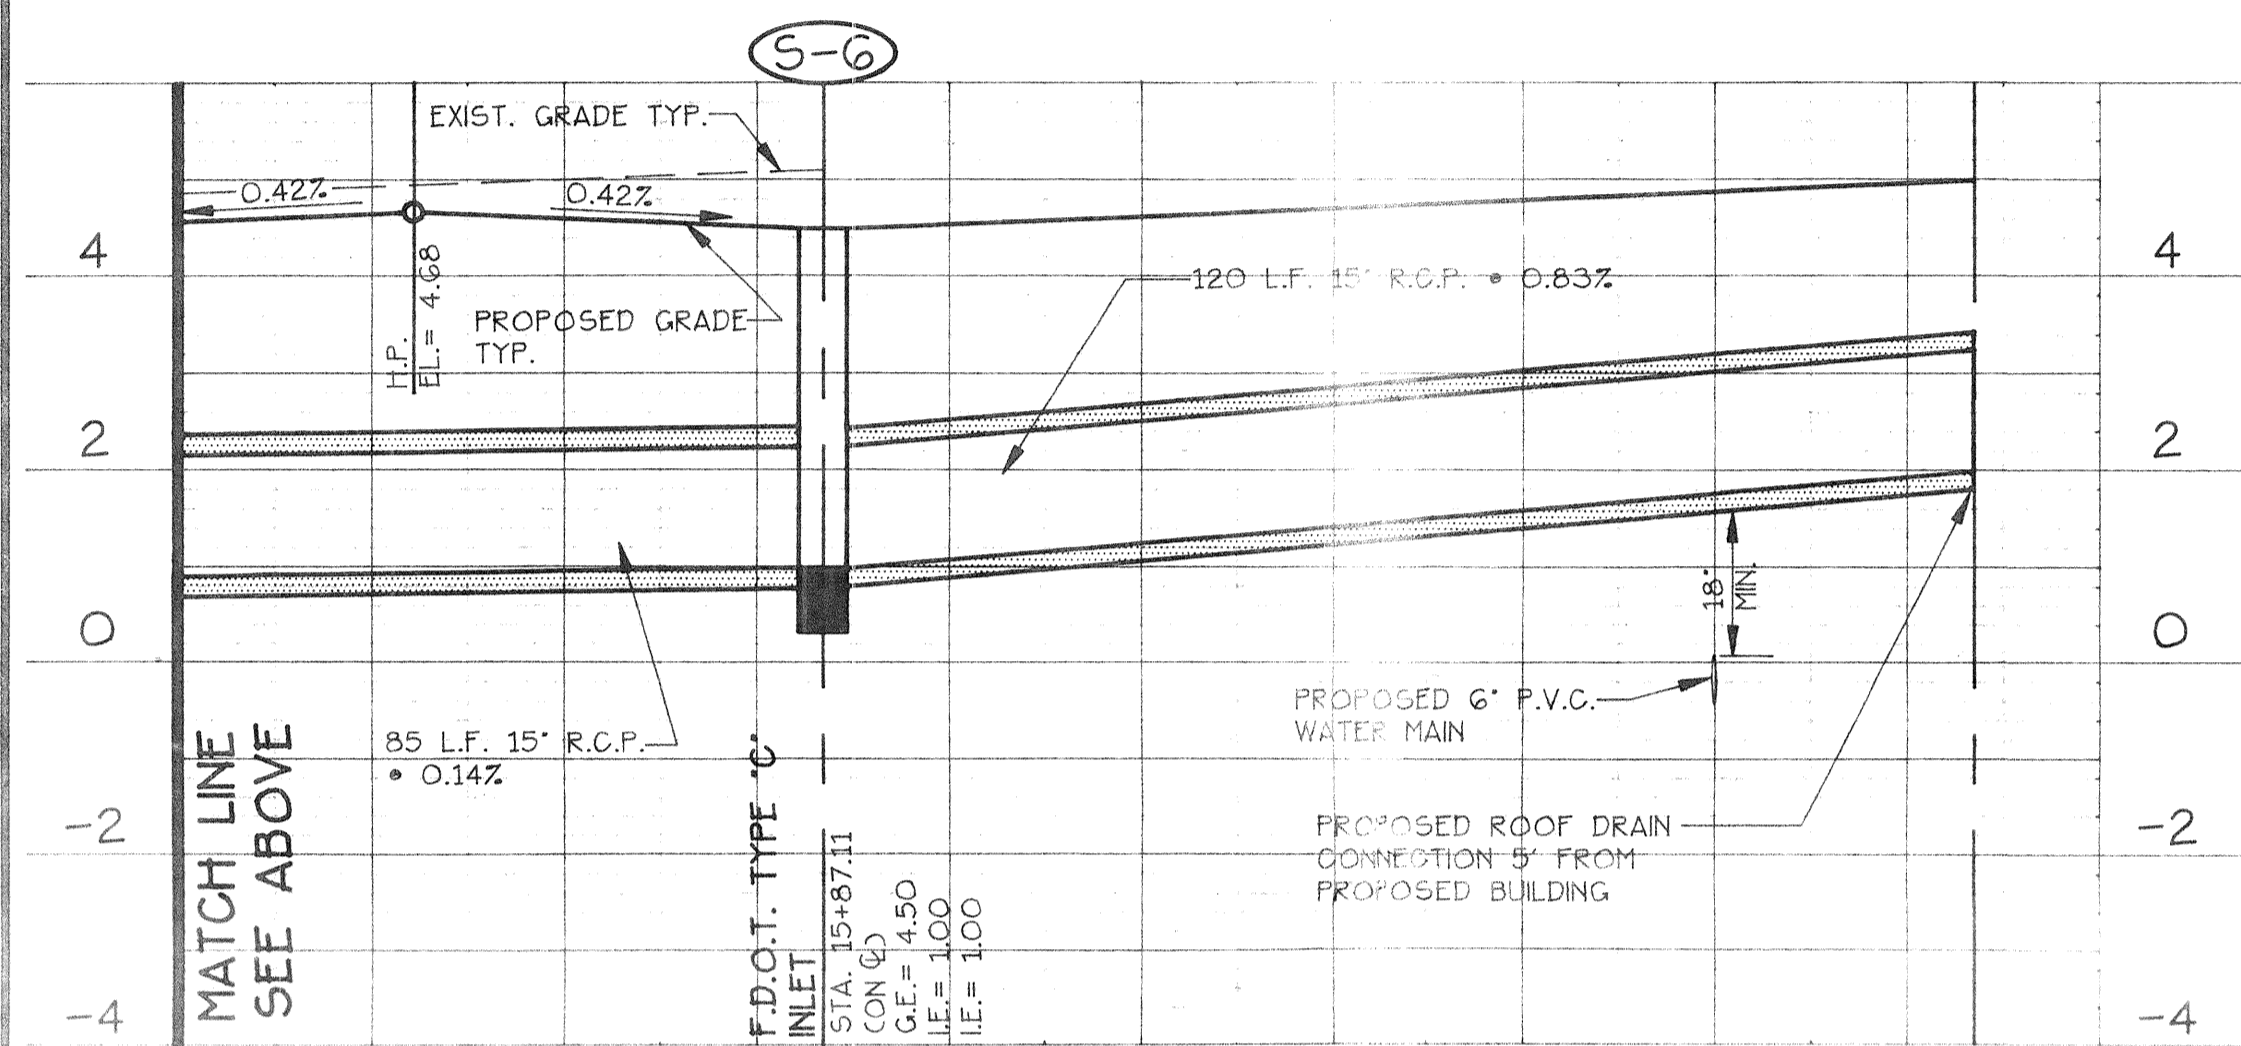 S-6
EXIST. GRADE TYP.
0.42%
0.42%
4
4
H.P.
EL.= 4.68
PROPOSED GRADE
TYP.
120 L.F. 15" R.C.P. @ 0.83%
2
2
0
0
18"
MIN.
PROPOSED 6" P.V.C.
WATER MAIN
85 L.F. 15" R.C.P.
@ 0.14%
MATCH LINE
SEE ABOVE
-2
-2
PROPOSED ROOF DRAIN
CONNECTION 5' FROM
PROPOSED BUILDING
F.D.O.T. TYPE 'C'
INLET
STA. 15+87.11
(ON ℄)
G.E.= 4.50
I.E.= 1.00
I.E.= 1.00
-4
-4